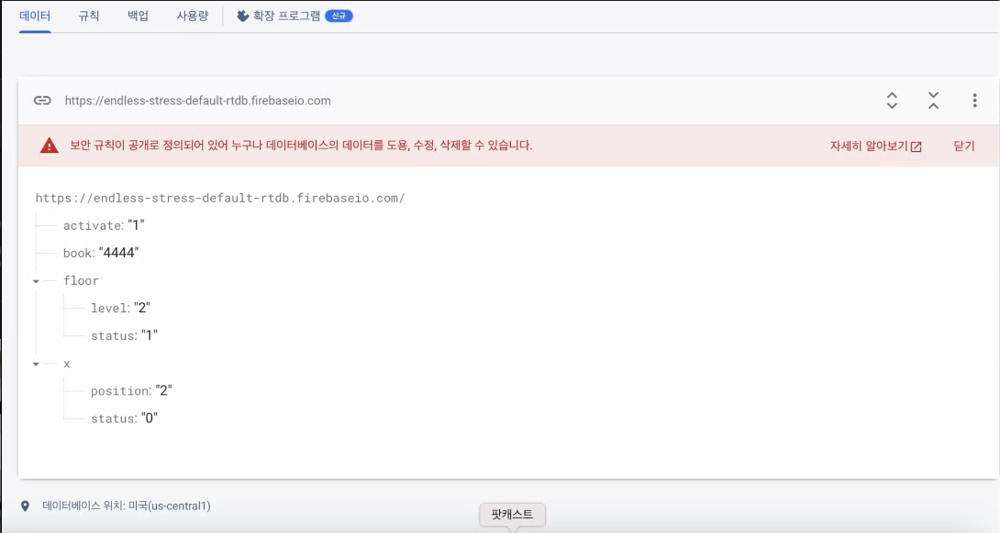 데이터 규칙 백업 사용량 확장 프로그램 신규
https://endless-stress-default-rtdb.firebaseio.com
보안 규칙이 공개로 정의되어 있어 누구나 데이터베이스의 데이터를 도용, 수정, 삭제할 수 있습니다. 자세히 알아보기 닫기
https://endless-stress-default-rtdb.firebaseio.com/
activate: "1"
book: "4444"
floor
level: "2"
status: "1"
x
position: "2"
status: "0"
데이터베이스 위치: 미국(us-central1)
팟캐스트